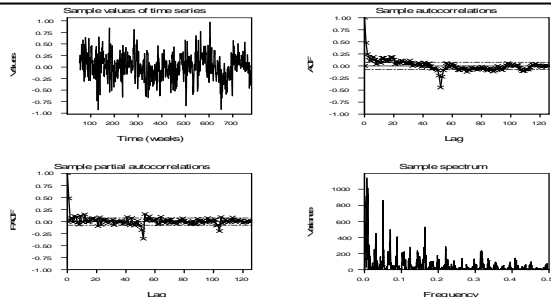 Sample values of time series
Values
1.00
0.75
0.50
0.25
0.00
-0.25
-0.50
-0.75
-1.00
100 200 300 400 500 600 700
Time (weeks)
Sample autocorrelations
ACF
1.00
0.75
0.50
0.25
0.00
-0.25
-0.50
-0.75
-1.00
0 20 40 60 80 100 120
Lag
Sample partial autocorrelations
PACF
1.00
0.75
0.50
0.25
0.00
-0.25
-0.50
-0.75
-1.00
0 20 40 60 80 100 120
Lag
Sample spectrum
Variance
1000
800
600
400
200
0
0.0 0.1 0.2 0.3 0.4 0.5
Frequency